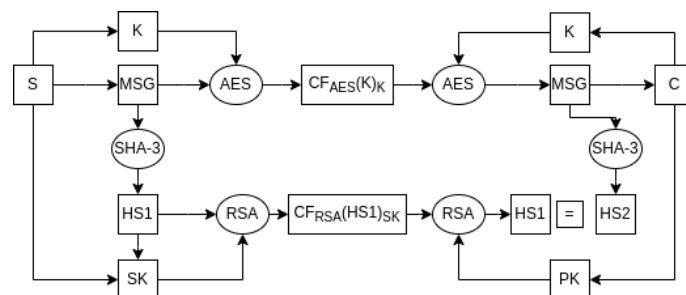 K
K
S
MSG
AES
CF_AES(K)_K
AES
MSG
C
SHA-3
SHA-3
HS1
RSA
CF_RSA(HS1)_SK
RSA
HS1
=
HS2
SK
PK